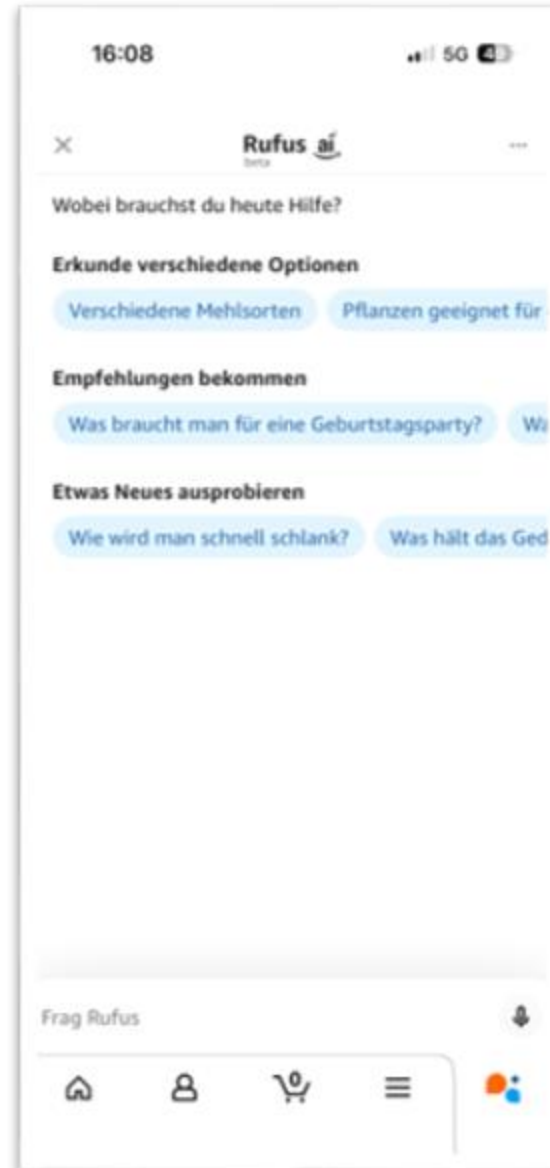 16:08
5G
Rufus ai
beta
Wobei brauchst du heute Hilfe?
Erkunde verschiedene Optionen
Verschiedene Mehlsorten Pflanzen geeignet für
Empfehlungen bekommen
Was braucht man für eine Geburtstagsparty?
Etwas Neues ausprobieren
Wie wird man schnell schlank? Was hält das Ged
Frag Rufus
0